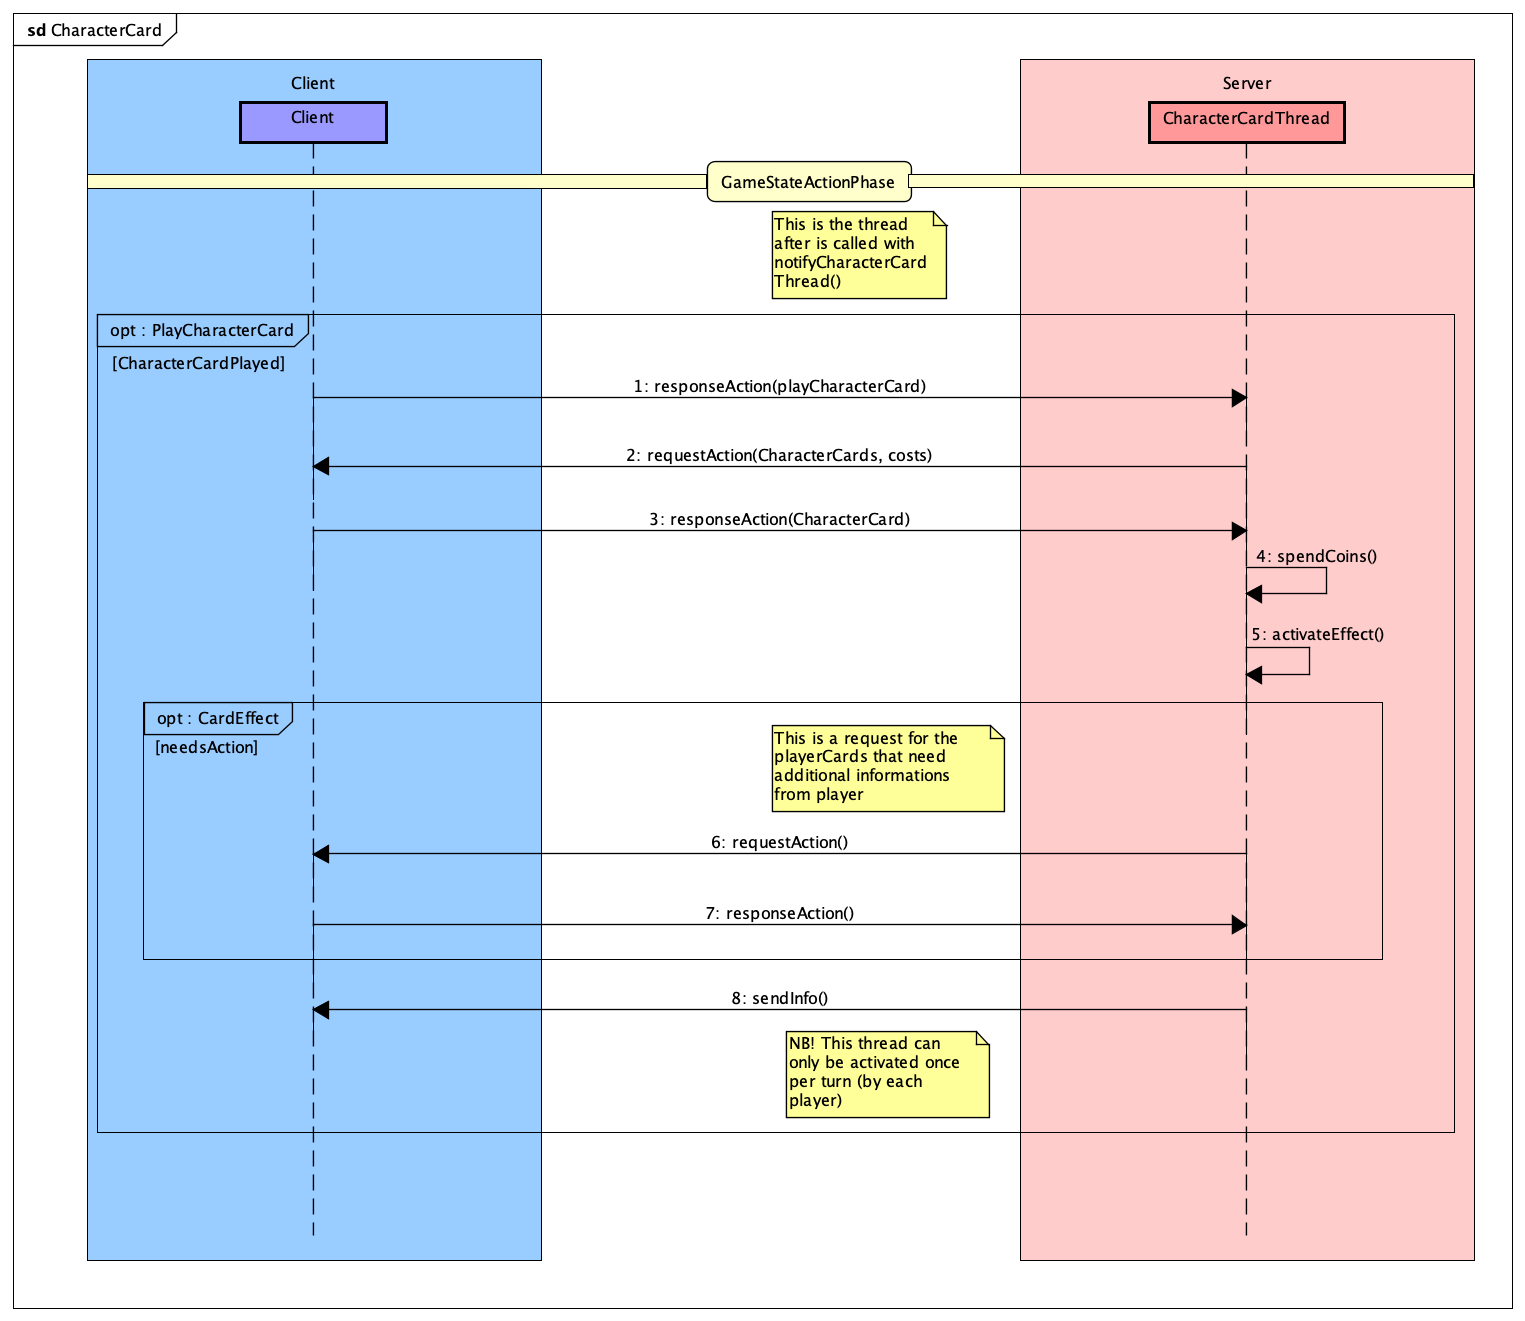 sd CharacterCard
Client
Server
Client
CharacterCardThread
GameStateActionPhase
This is the thread
after is called with
notifyCharacterCard
Thread()
opt : PlayCharacterCard
[CharacterCardPlayed]
1: responseAction(playCharacterCard)
2: requestAction(CharacterCards, costs)
3: responseAction(CharacterCard)
4: spendCoins()
5: activateEffect()
opt : CardEffect
[needsAction]
This is a request for the
playerCards that need
additional informations
from player
6: requestAction()
7: responseAction()
8: sendInfo()
NB! This thread can
only be activated once
per turn (by each
player)